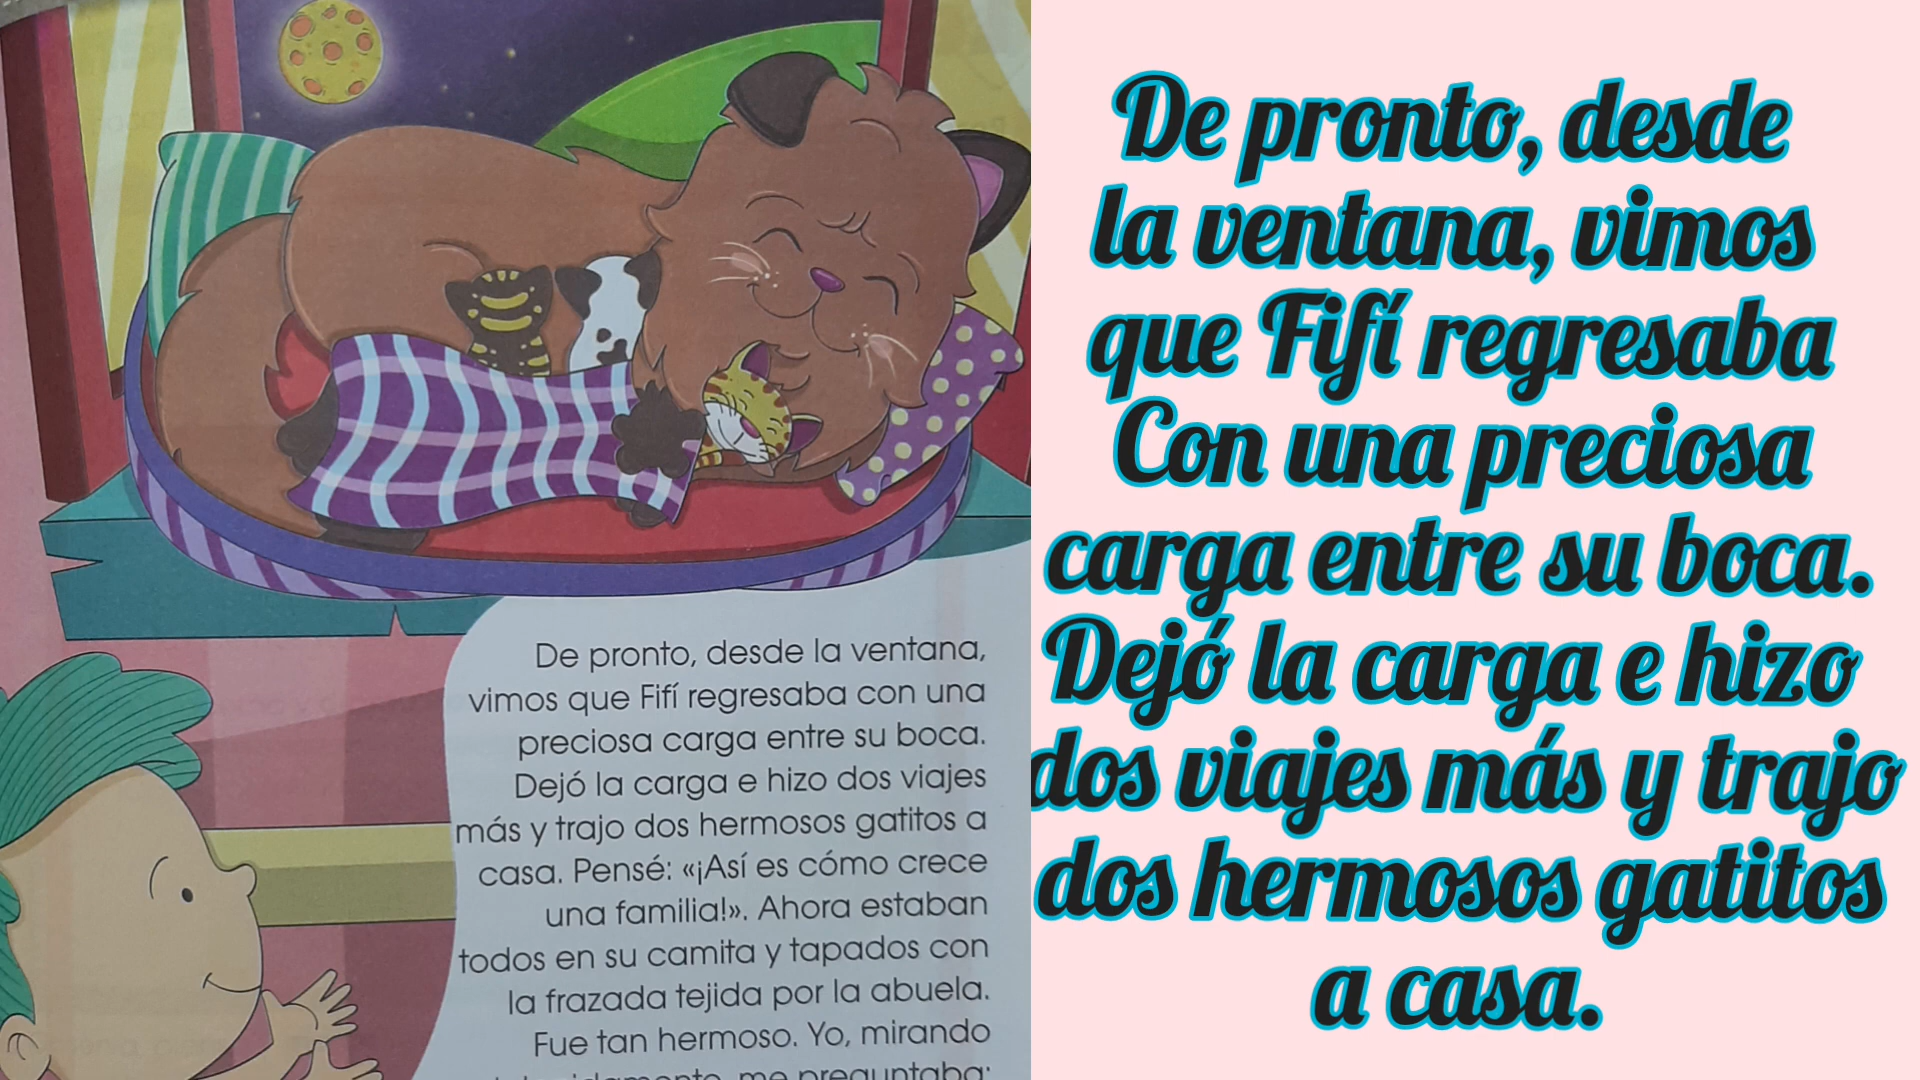 De pronto, desde la ventana,
vimos que Fifí regresaba con una
preciosa carga entre su boca.
Dejó la carga e hizo dos viajes
más y trajo dos hermosos gatitos a
casa. Pensé: «¡Así es cómo crece
una familia!». Ahora estaban
todos en su camita y tapados con
la frazada tejida por la abuela.
Fue tan hermoso. Yo, mirando
me preguntaba:
De pronto, desde
la ventana, vimos
que Fifí regresaba
Con una preciosa
carga entre su boca.
Dejó la carga e hizo
dos viajes más y trajo
dos hermosos gatitos
a casa.